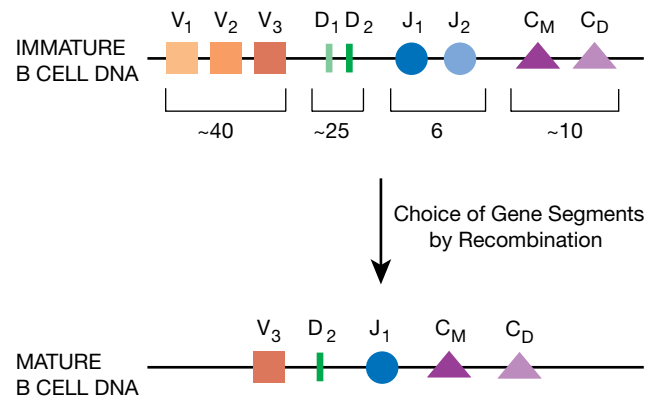 V1 V2 V3 D1 D2 J1 J2 CM CD
IMMATURE
B CELL DNA
~40 ~25 6 ~10
Choice of Gene Segments
by Recombination
V3 D2 J1 CM CD
MATURE
B CELL DNA